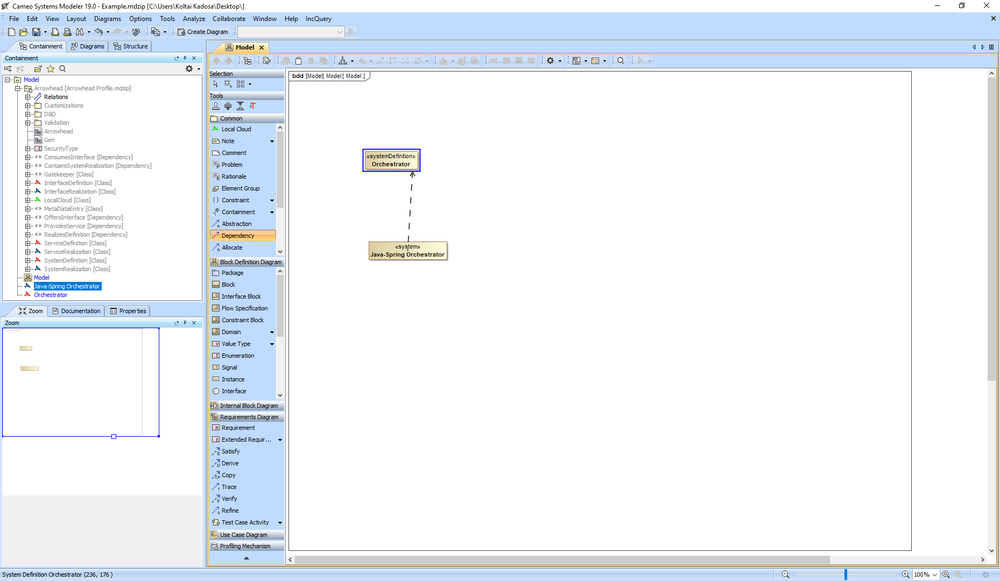 Cameo Systems Modeler 19.0 - Example.mdzip [C:\Users\Koltai Kadosa\Desktop\]
File Edit View Layout Diagrams Options Tools Analyze Collaborate Window Help IncQuery
Create Diagram
Containment Diagrams Structure
Containment
Model
Arrowhead [Arrowhead Profile.mdzip]
Relations
Customizations
D&D
Validation
Arrowhead
Gen
SecurityType
ConsumesInterface [Dependency]
ContainsSystemRealization [Dependency]
Gatekeeper [Class]
InterfaceDefinition [Class]
InterfaceRealization [Class]
LocalCloud [Class]
MetaDataEntry [Class]
OffersInterface [Dependency]
ProvidesService [Dependency]
RealizesDefinition [Dependency]
ServiceDefinition [Class]
ServiceRealization [Class]
SystemDefinition [Class]
SystemRealization [Class]
Model
Java-Spring Orchestrator
Orchestrator
Zoom Documentation Properties
Zoom
Model
Selection
Tools
Common
Local Cloud
Note
Comment
Problem
Rationale
Element Group
Constraint
Containment
Abstraction
Dependency
Allocate
Block Definition Diagram
Package
Block
Interface Block
Flow Specification
Constraint Block
Domain
Value Type
Enumeration
Signal
Instance
Interface
Internal Block Diagram
Requirements Diagram
Requirement
Extended Requir...
Satisfy
Derive
Copy
Trace
Verify
Refine
Test Case Activity
Use Case Diagram
Profiling Mechanism
bdd [Model] Model[ Model ]
«systemDefinition»
Orchestrator
«system»
Java-Spring Orchestrator
System Definition Orchestrator (236, 176 )
100%